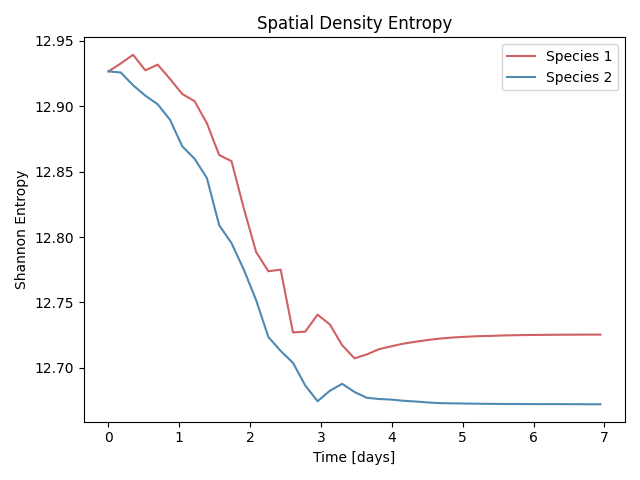 Spatial Density Entropy
12.95
12.90
12.85
12.80
12.75
12.70
Shannon Entropy
Species 1
Species 2
0 1 2 3 4 5 6 7
Time [days]